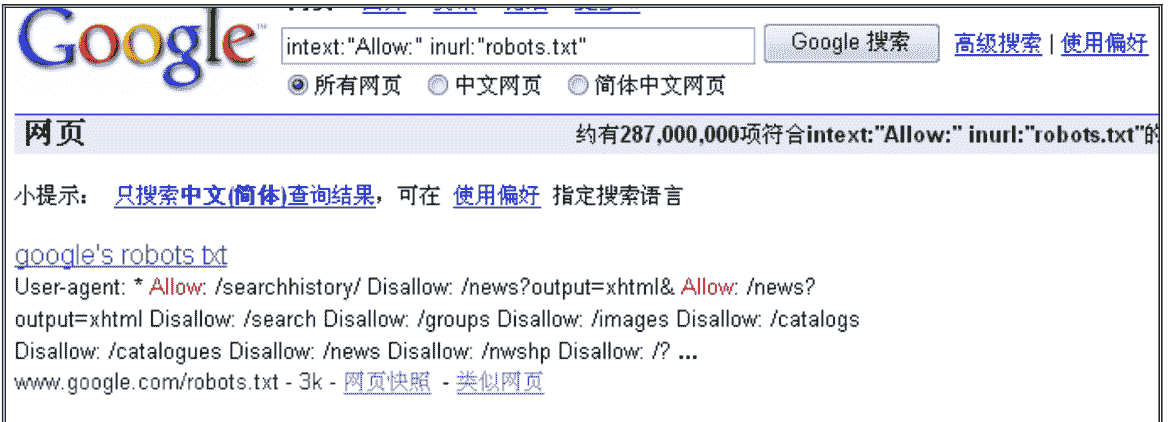 Google™
intext:"Allow:" inurl:"robots.txt"
Google 搜索
高级搜索 | 使用偏好
所有网页 中文网页 简体中文网页
网页 约有287,000,000项符合intext:"Allow:" inurl:"robots.txt"的
小提示： 只搜索中文(简体)查询结果，可在 使用偏好 指定搜索语言
google's robots txt
User-agent: * Allow: /searchhistory/ Disallow: /news?output=xhtml& Allow: /news?
output=xhtml Disallow: /search Disallow: /groups Disallow: /images Disallow: /catalogs
Disallow: /catalogues Disallow: /news Disallow: /nwshp Disallow: /? ...
www.google.com/robots.txt - 3k - 网页快照 - 类似网页